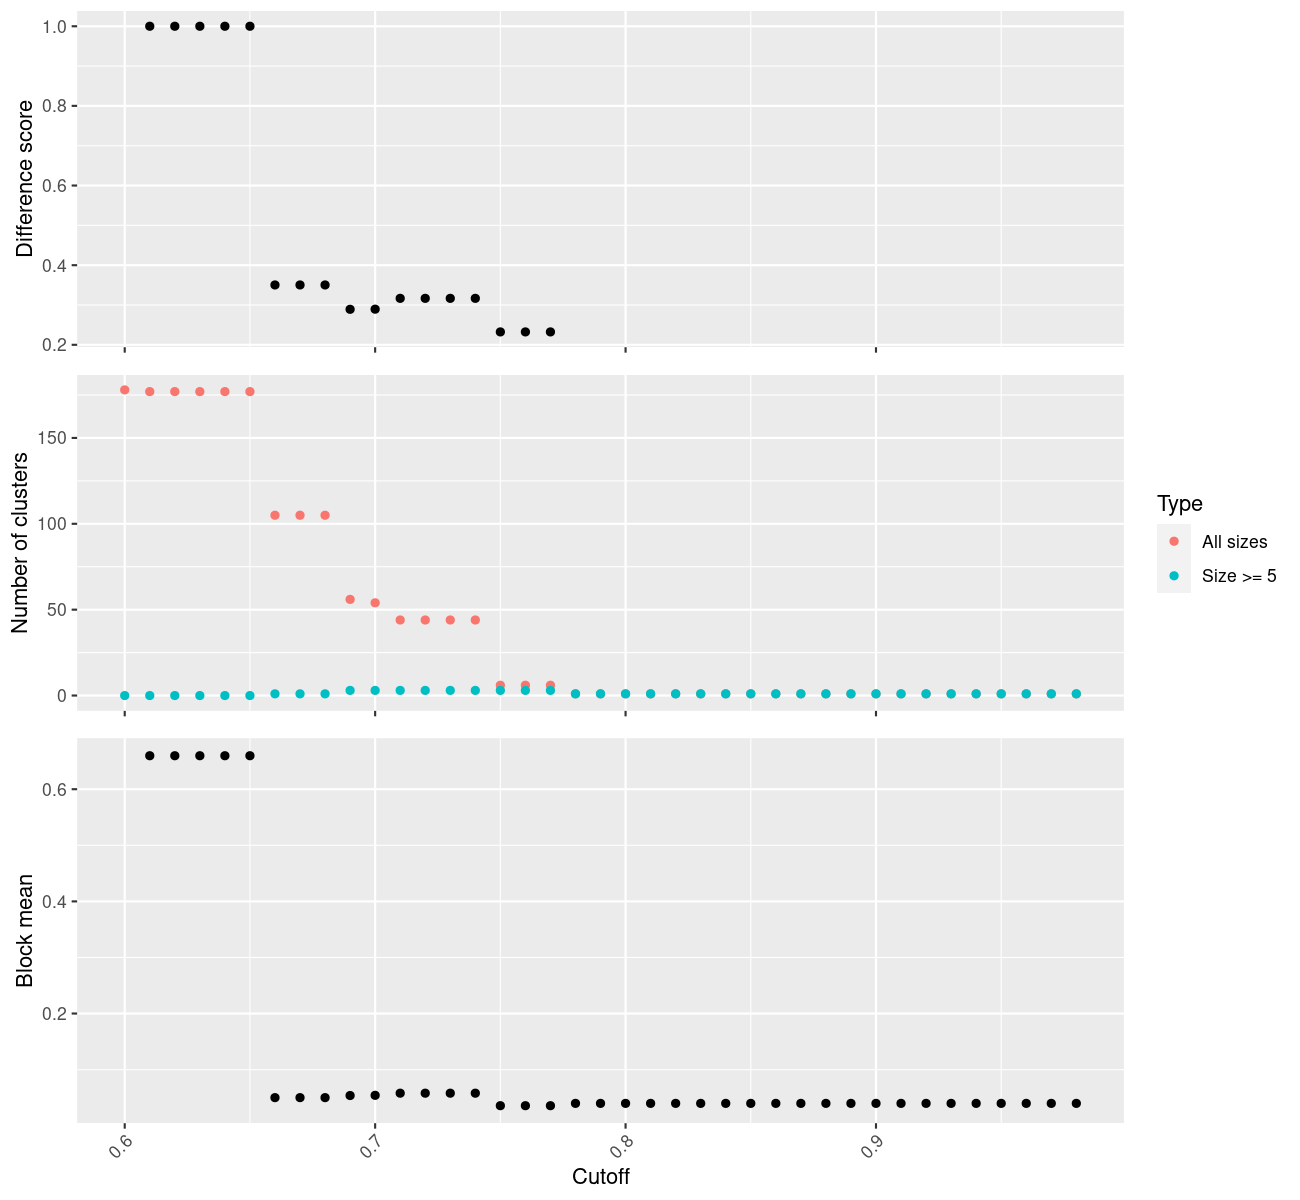 1.0
0.8
0.6
0.4
0.2
Difference score
150
100
50
0
Number of clusters
Type
All sizes
Size >= 5
0.6
0.4
0.2
Block mean
0.6
0.7
0.8
0.9
Cutoff